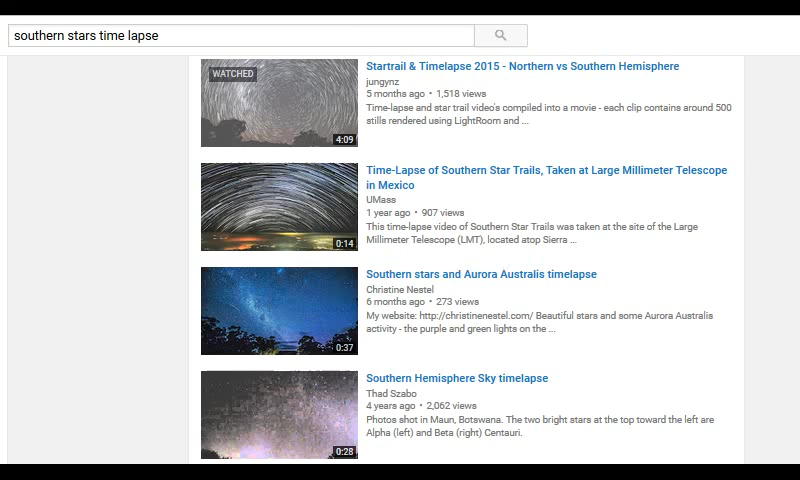 southern stars time lapse
WATCHED
4:09
Startrail & Timelapse 2015 - Northern vs Southern Hemisphere
jungynz
5 months ago • 1,518 views
Time-lapse and star trail video's compiled into a movie - each clip contains around 500
stills rendered using LightRoom and ...
0:14
Time-Lapse of Southern Star Trails, Taken at Large Millimeter Telescope
in Mexico
UMass
1 year ago • 907 views
This time-lapse video of Southern Star Trails was taken at the site of the Large
Millimeter Telescope (LMT), located atop Sierra ...
0:37
Southern stars and Aurora Australis timelapse
Christine Nestel
6 months ago • 273 views
My website: http://christinenestel.com/ Beautiful stars and some Aurora Australis
activity - the purple and green lights on the ...
0:28
Southern Hemisphere Sky timelapse
Thad Szabo
4 years ago • 2,062 views
Photos shot in Maun, Botswana. The two bright stars at the top toward the left are
Alpha (left) and Beta (right) Centauri.